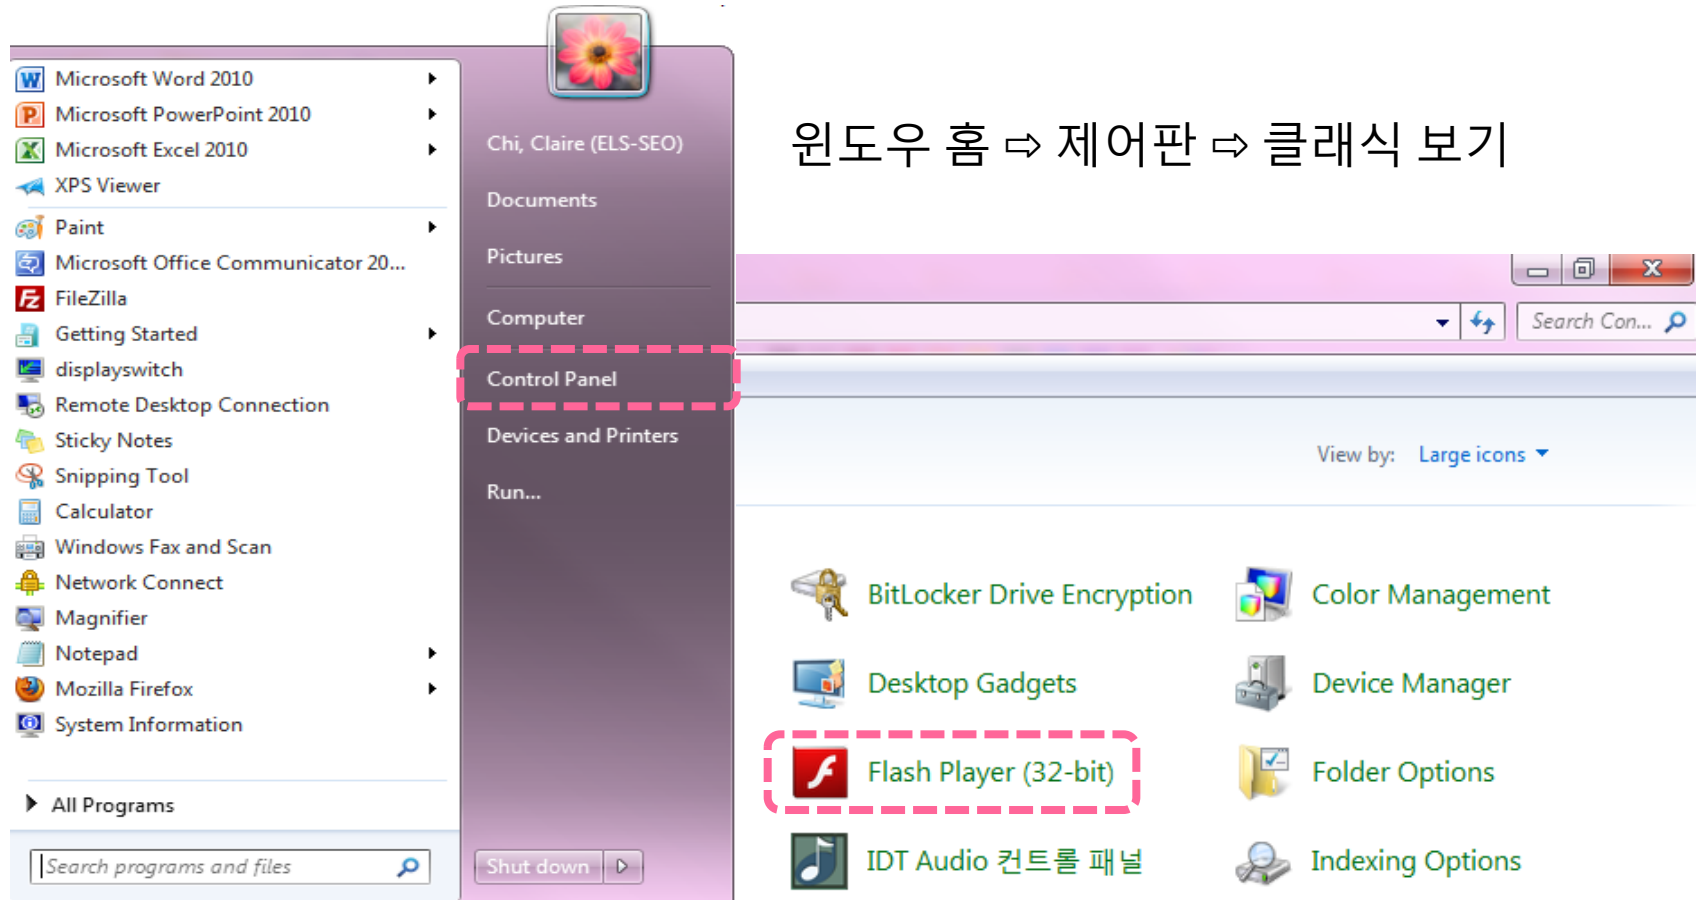 Microsoft Word 2010
Microsoft PowerPoint 2010
Microsoft Excel 2010
XPS Viewer
Paint
Microsoft Office Communicator 20...
FileZilla
Getting Started
displayswitch
Remote Desktop Connection
Sticky Notes
Snipping Tool
Calculator
Windows Fax and Scan
Network Connect
Magnifier
Notepad
Mozilla Firefox
System Information
All Programs
Search programs and files
Chi, Claire (ELS-SEO)
Documents
Pictures
Computer
Control Panel
Devices and Printers
Run...
Shut down
윈도우 홈 ⇨ 제어판 ⇨ 클래식 보기
Search Con...
View by: Large icons
BitLocker Drive Encryption
Color Management
Desktop Gadgets
Device Manager
Flash Player (32-bit)
Folder Options
IDT Audio 컨트롤 패널
Indexing Options